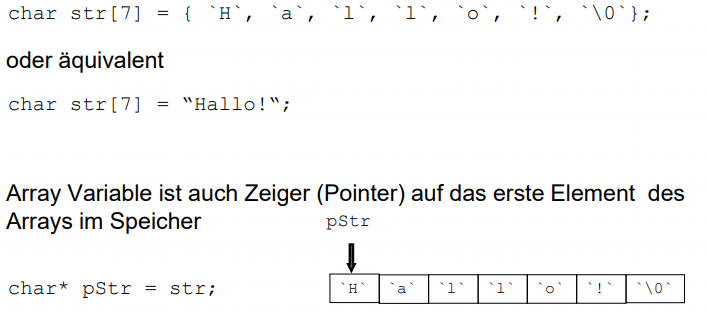 char str[7] = { `H`, `a`, `l`, `l`, `o`, `!`, `\0`};
oder äquivalent
char str[7] = “Hallo!“;
Array Variable ist auch Zeiger (Pointer) auf das erste Element des
Arrays im Speicher
pStr
char* pStr = str;
`H` `a` `l` `l` `o` `!` `\0`